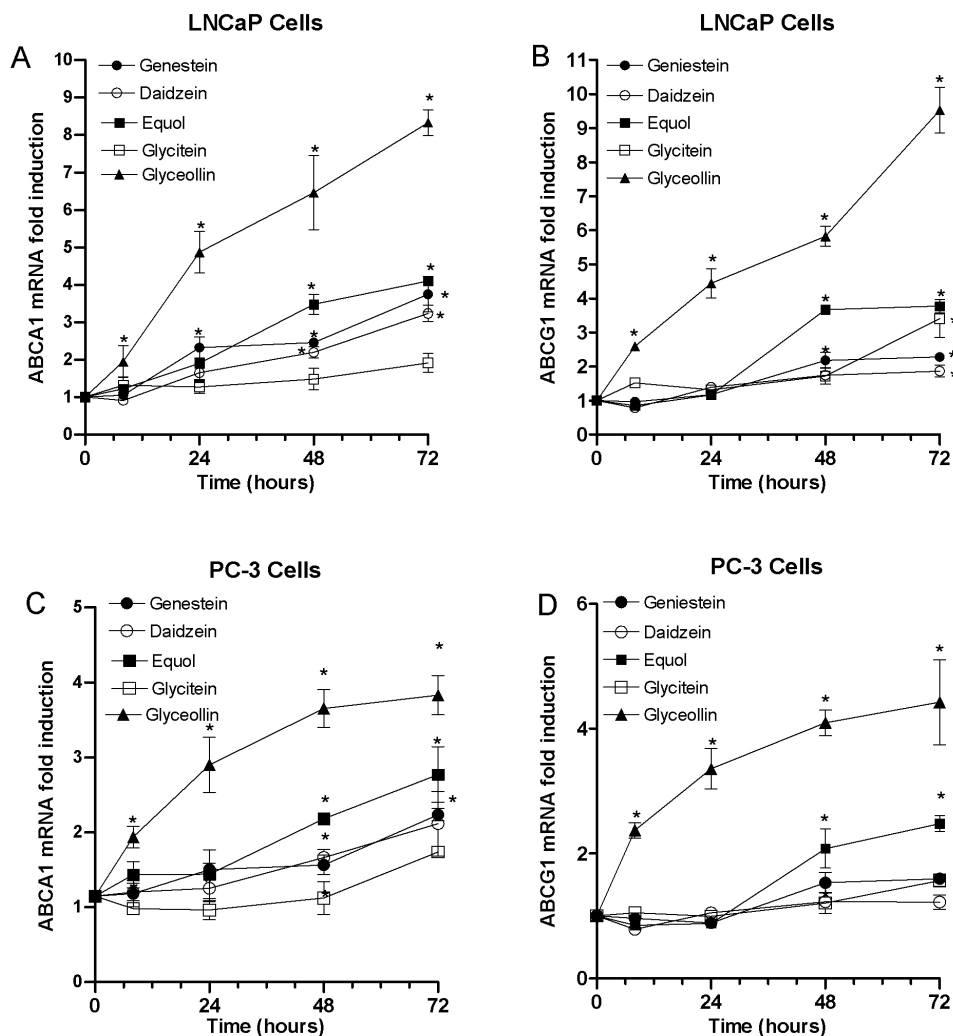 LNCaP Cells
A
Genestein
Daidzein
Equol
Glycitein
Glyceollin
ABCA1 mRNA fold induction
10
9
8
7
6
5
4
3
2
1
0
0 24 48 72
Time (hours)
* * * * * * * * * * *
LNCaP Cells
B
Geniestein
Daidzein
Equol
Glycitein
Glyceollin
ABCG1 mRNA fold induction
11
10
9
8
7
6
5
4
3
2
1
0
0 24 48 72
Time (hours)
* * * * * * * * * *
PC-3 Cells
C
Genestein
Daidzein
Equol
Glycitein
Glyceollin
ABCA1 mRNA fold induction
5
4
3
2
1
0
0 24 48 72
Time (hours)
* * * * * * * * * *
PC-3 Cells
D
Geniestein
Daidzein
Equol
Glycitein
Glyceollin
ABCG1 mRNA fold induction
6
4
2
0
0 24 48 72
Time (hours)
* * * * * * *